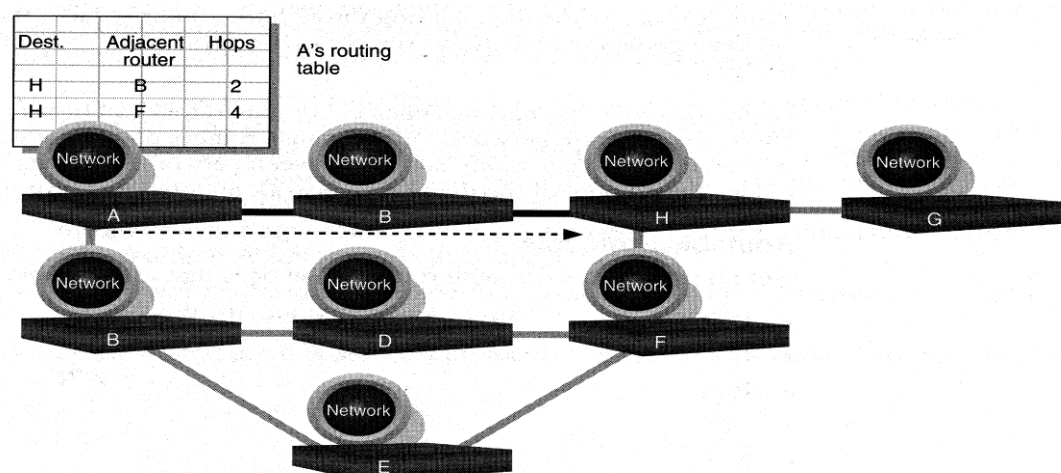 Dest. Adjacent router Hops
H B 2
H F 4
A's routing table
Network Network Network Network
A B H G
Network Network Network
B D F
Network
E